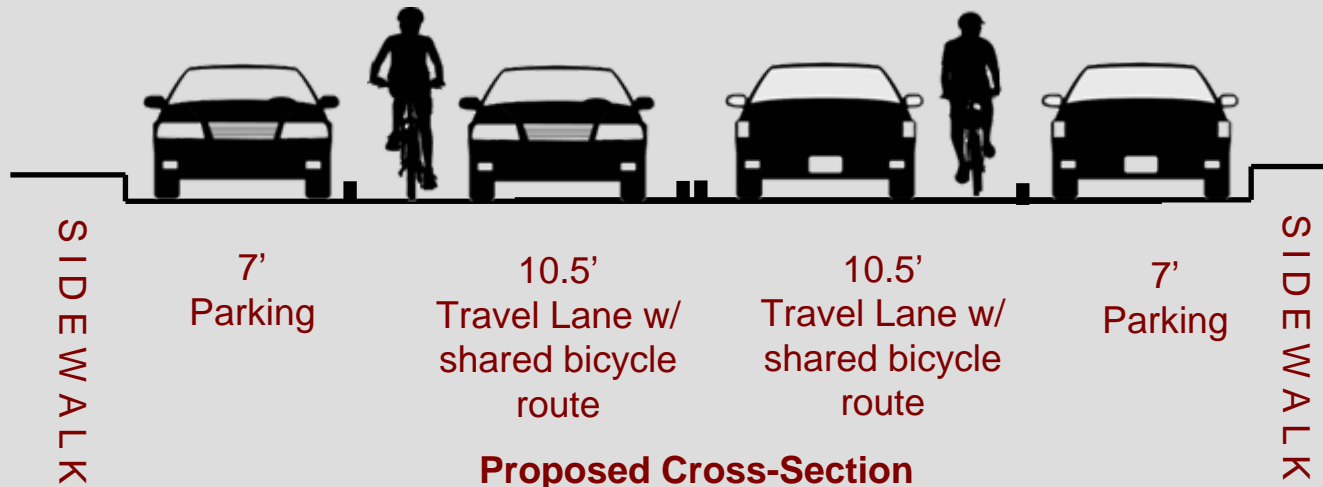 SIDEWALK
7’
Parking
10.5’
Travel Lane w/
shared bicycle
route
10.5’
Travel Lane w/
shared bicycle
route
7’
Parking
SIDEWALK
Proposed Cross-Section